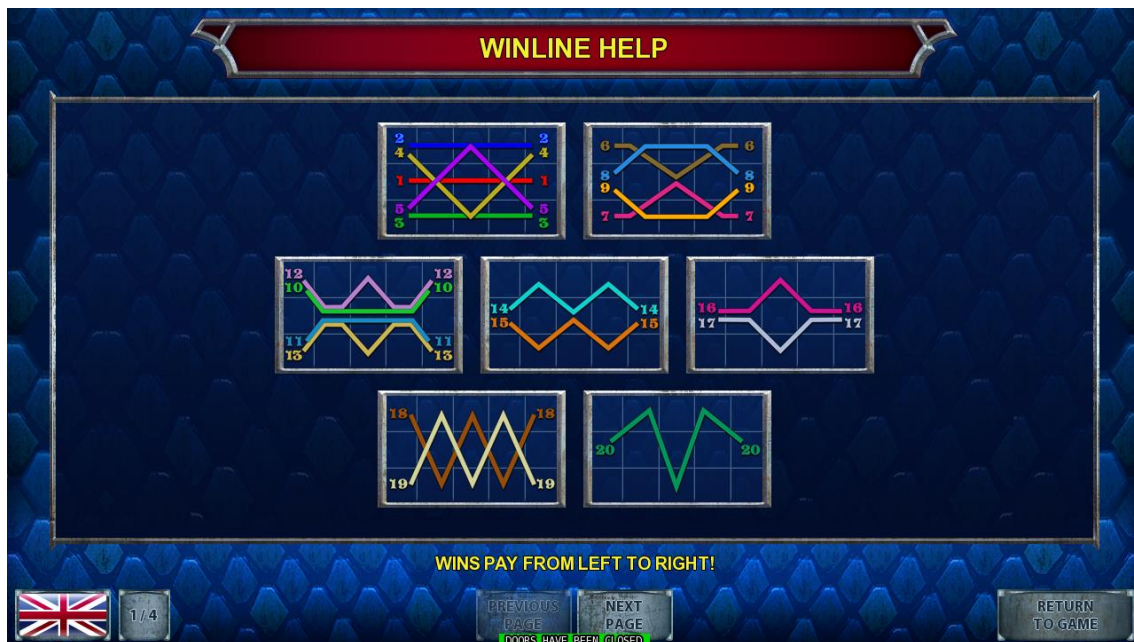 WINLINE HELP
2 2
4 4
1 1
5 5
3 3
6 6
8 8
9 9
7 7
12 12
10 10
11 11
13 13
14 14
15 15
16 16
17 17
18 18
19 19
20 20
WINS PAY FROM LEFT TO RIGHT!
1/4
PREVIOUS
PAGE
NEXT
PAGE
RETURN
TO GAME
DOORS HAVE BEEN CLOSED